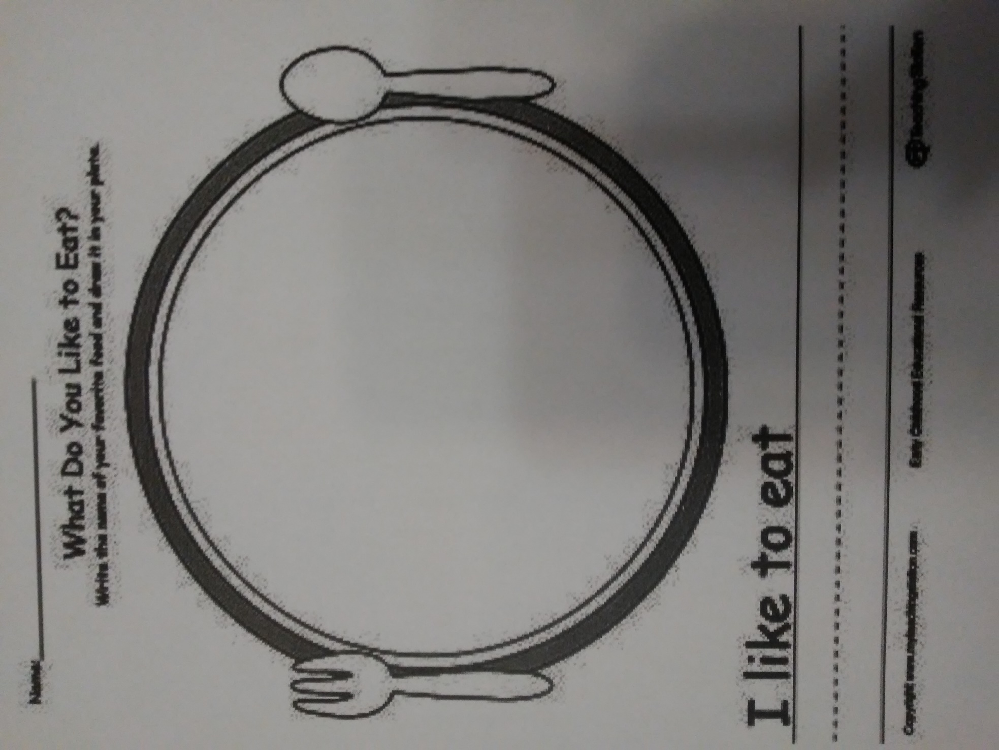 Name
What Do You Like to Eat?
Write the name of your favorite food and draw it in your plate.
I like to eat
Copyright www.myteachingstation.com
Early Childhood Educational Resources
TeachingStation